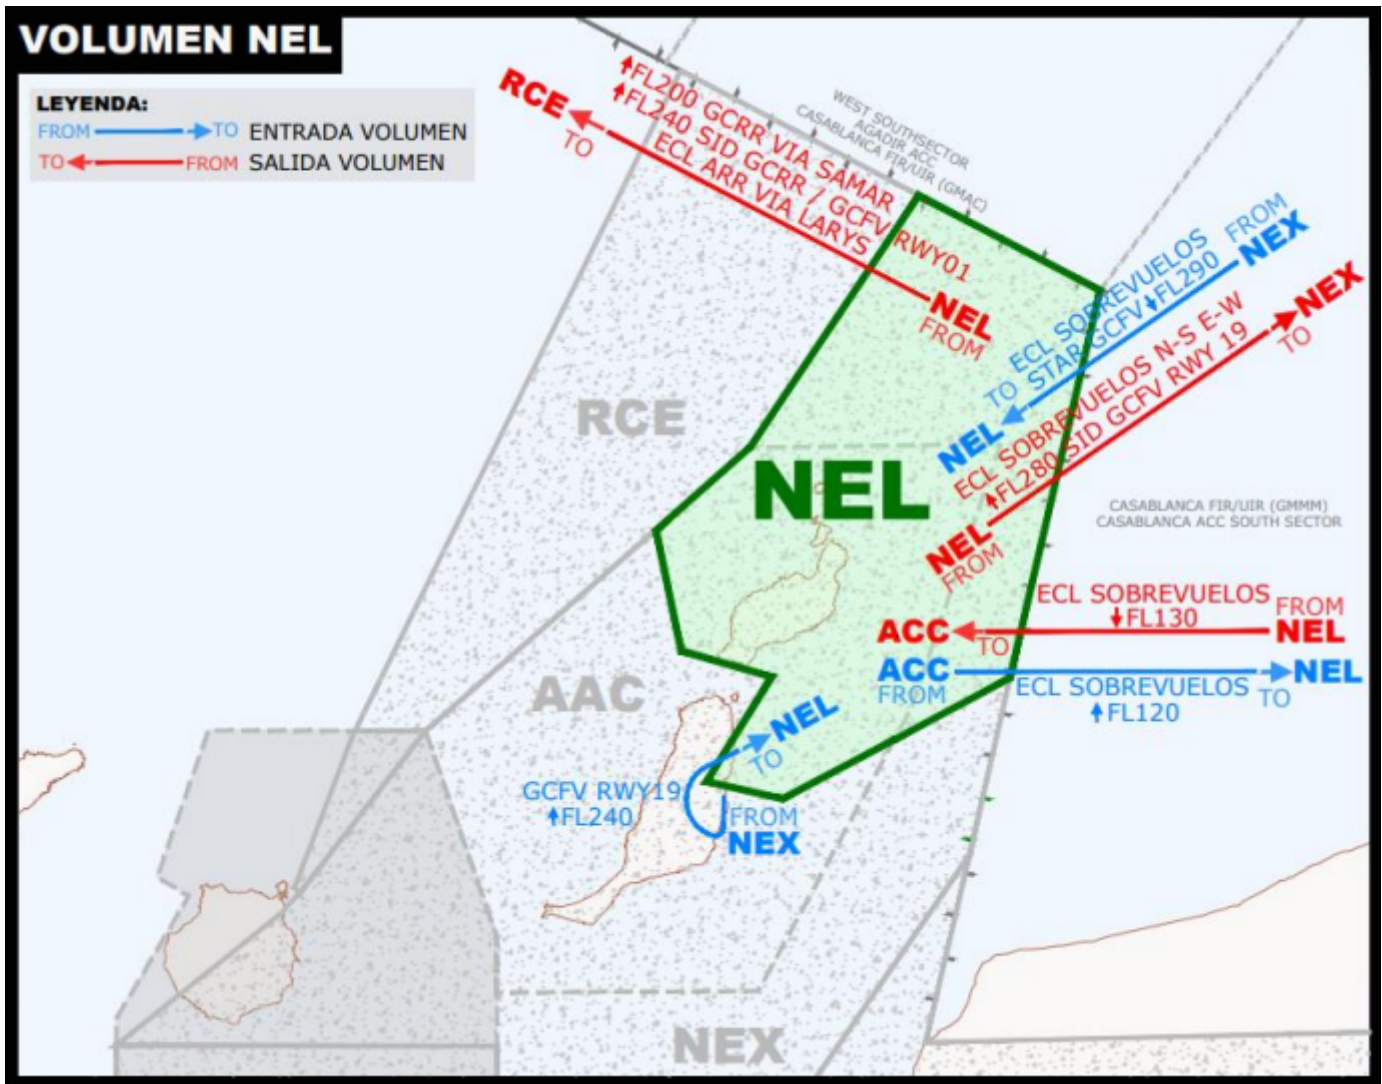 VOLUMEN NEL
LEYENDA:
FROM TO ENTRADA VOLUMEN
TO FROM SALIDA VOLUMEN
RCE
TO
↑FL200 GCRR VIA SAMAR
↑FL240 SID GCRR / GCFV RWY01
ECL ARR VIA LARYS
NEL
FROM
WEST SOUTHSECTOR
AGADIR ACC
CASABLANCA FIR/UIR (GMAC)
FROM
NEX
ECL SOBREVUELOS
STAR GCFV↓FL290
TO
NEL
NEX
TO
ECL SOBREVUELOS N-S E-W
↑FL280 SID GCFV RWY 19
NEL
FROM
RCE
NEL
CASABLANCA FIR/UIR (GMMM)
CASABLANCA ACC SOUTH SECTOR
ECL SOBREVUELOS
↓FL130
FROM
NEL
ACC
TO
ACC
FROM
NEL
TO
ECL SOBREVUELOS
↑FL120
AAC
NEL
TO
GCFV RWY19
↑FL240
FROM
NEX
NEX